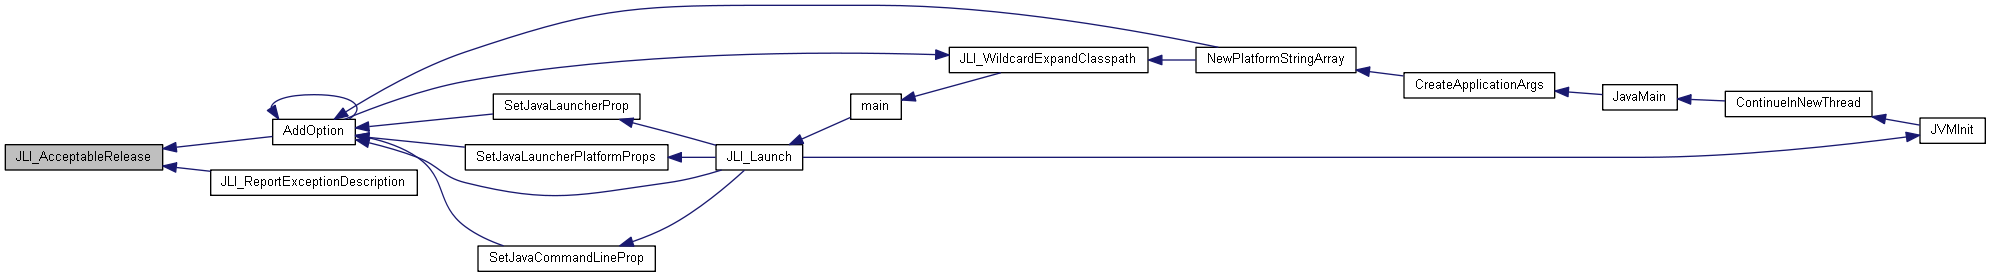 JLI_AcceptableRelease
AddOption
JLI_ReportExceptionDescription
SetJavaLauncherProp
SetJavaLauncherPlatformProps
SetJavaCommandLineProp
JLI_Launch
main
JLI_WildcardExpandClasspath
NewPlatformStringArray
CreateApplicationArgs
JavaMain
ContinueInNewThread
JVMInit